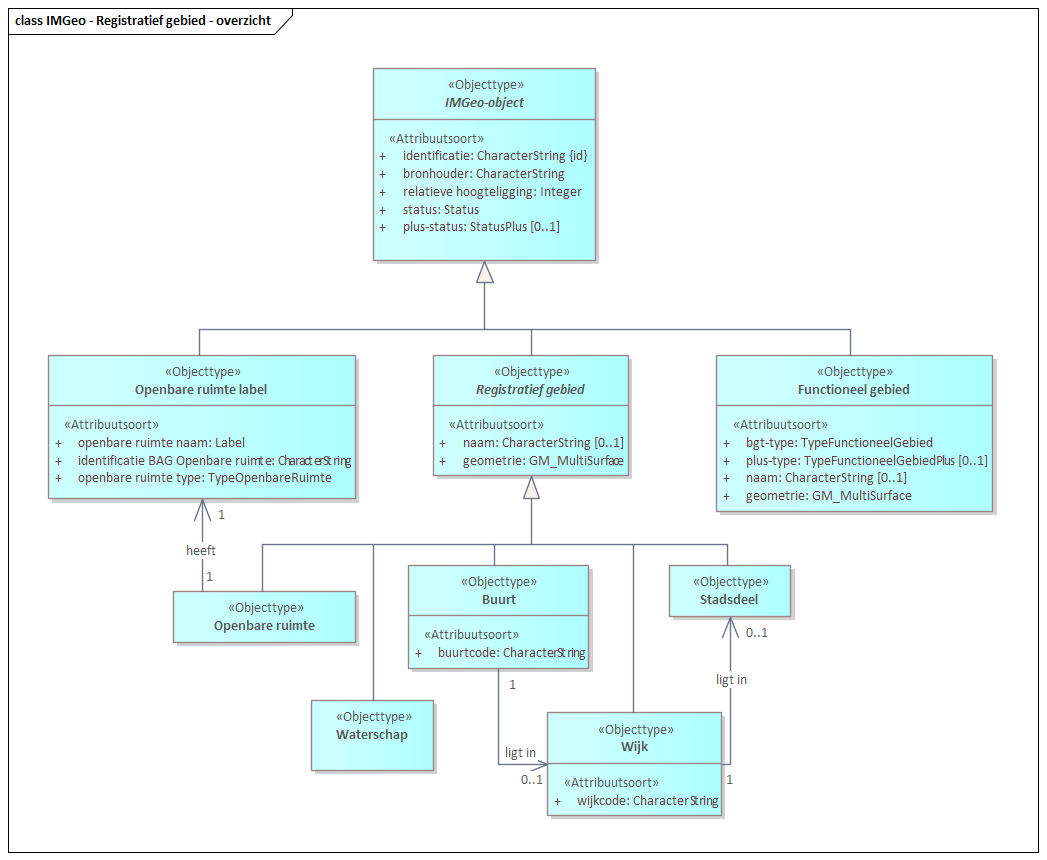 class IMGeo - Registratief gebied - overzicht
«Objecttype»
IMGeo-object
«Attribuutsoort»
+ identificatie: CharacterString {id}
+ bronhouder: CharacterString
+ relatieve hoogteligging: Integer
+ status: Status
+ plus-status: StatusPlus [0..1]
«Objecttype»
Openbare ruimte label
«Attribuutsoort»
+ openbare ruimte naam: Label
+ identificatie BAG Openbare ruimte: CharacterString
+ openbare ruimte type: TypeOpenbareRuimte
«Objecttype»
Registratief gebied
«Attribuutsoort»
+ naam: CharacterString [0..1]
+ geometrie: GM_MultiSurface
«Objecttype»
Functioneel gebied
«Attribuutsoort»
+ bgt-type: TypeFunctioneelGebied
+ plus-type: TypeFunctioneelGebiedPlus [0..1]
+ naam: CharacterString [0..1]
+ geometrie: GM_MultiSurface
1
heeft
1
«Objecttype»
Openbare ruimte
«Objecttype»
Buurt
«Attribuutsoort»
+ buurtcode: CharacterString
«Objecttype»
Stadsdeel
0..1
ligt in
1
«Objecttype»
Waterschap
1
ligt in
0..1
«Objecttype»
Wijk
«Attribuutsoort»
+ wijkcode: CharacterString